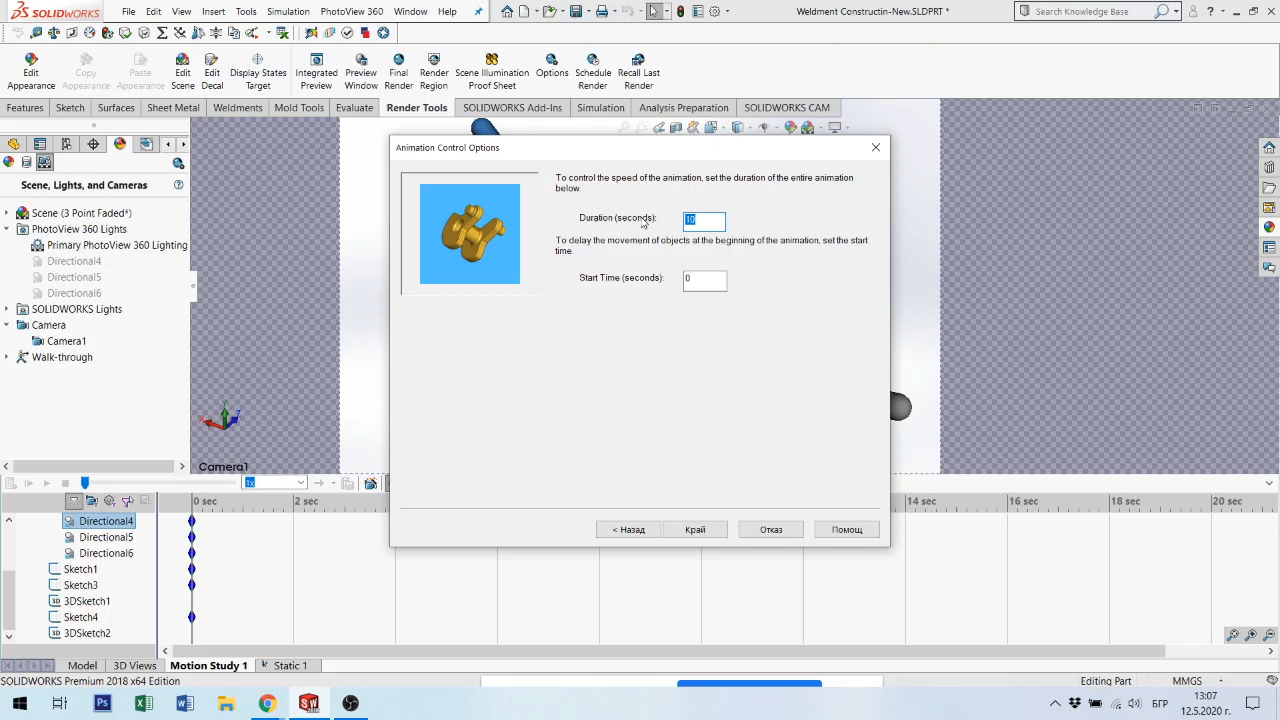 SOLIDWORKS
File Edit View Insert Tools Simulation PhotoView 360 Window Help
Weldment Constructin-New.SLDPRT *
Search Knowledge Base
Edit Appearance
Copy Appearance
Paste Appearance
Edit Scene
Edit Decal
Display States Target
Integrated Preview
Preview Window
Final Render
Render Region
Scene Illumination Proof Sheet
Options
Schedule Render
Recall Last Render
Features Sketch Surfaces Sheet Metal Weldments Mold Tools Evaluate Render Tools SOLIDWORKS Add-Ins Simulation Analysis Preparation SOLIDWORKS CAM
Scene, Lights, and Cameras
Scene (3 Point Faded*)
PhotoView 360 Lights
Primary PhotoView 360 Lighting
Directional4
Directional5
Directional6
SOLIDWORKS Lights
Camera
Camera1
Walk-through
Y
X
Z
Camera1
Animation Control Options
To control the speed of the animation, set the duration of the entire animation
below.
Duration (seconds): 10
To delay the movement of objects at the beginning of the animation, set the start
time.
Start Time (seconds): 0
< Назад Край Отказ Помощ
1x
0 sec 2 sec 14 sec 16 sec 18 sec 20 sec
Directional4
Directional5
Directional6
Sketch1
Sketch3
3D 3DSketch1
Sketch4
3D 3DSketch2
Model 3D Views Motion Study 1 Static 1
SOLIDWORKS Premium 2018 x64 Edition
Editing Part MMGS
Ps
SW 2018
БГР
13:07
12.5.2020 г.